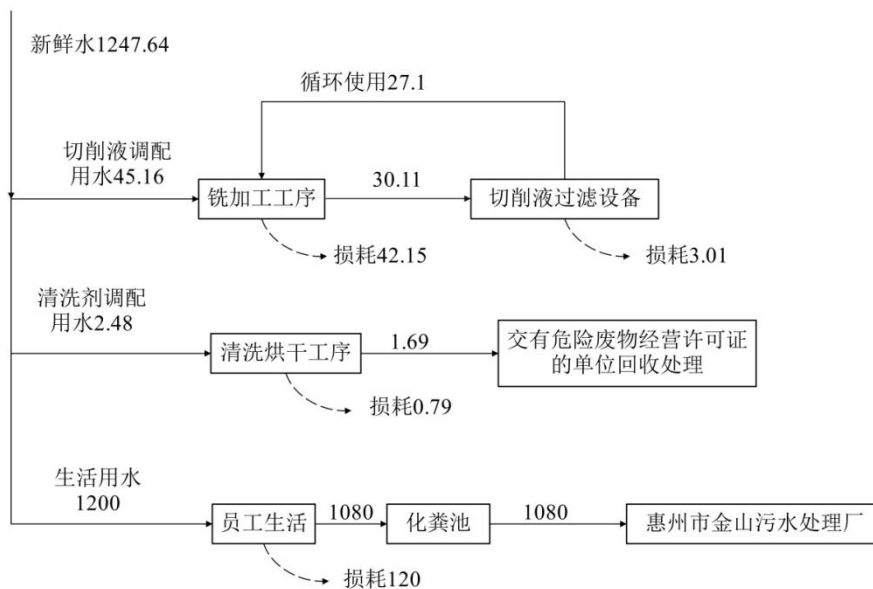 新鲜水1247.64
循环使用27.1
切削液调配
用水45.16
铣加工工序
30.11
切削液过滤设备
损耗42.15
损耗3.01
清洗剂调配
用水2.48
清洗烘干工序
1.69
交有危险废物经营许可证
的单位回收处理
损耗0.79
生活用水
1200
员工生活
1080
化粪池
1080
惠州市金山污水处理厂
损耗120